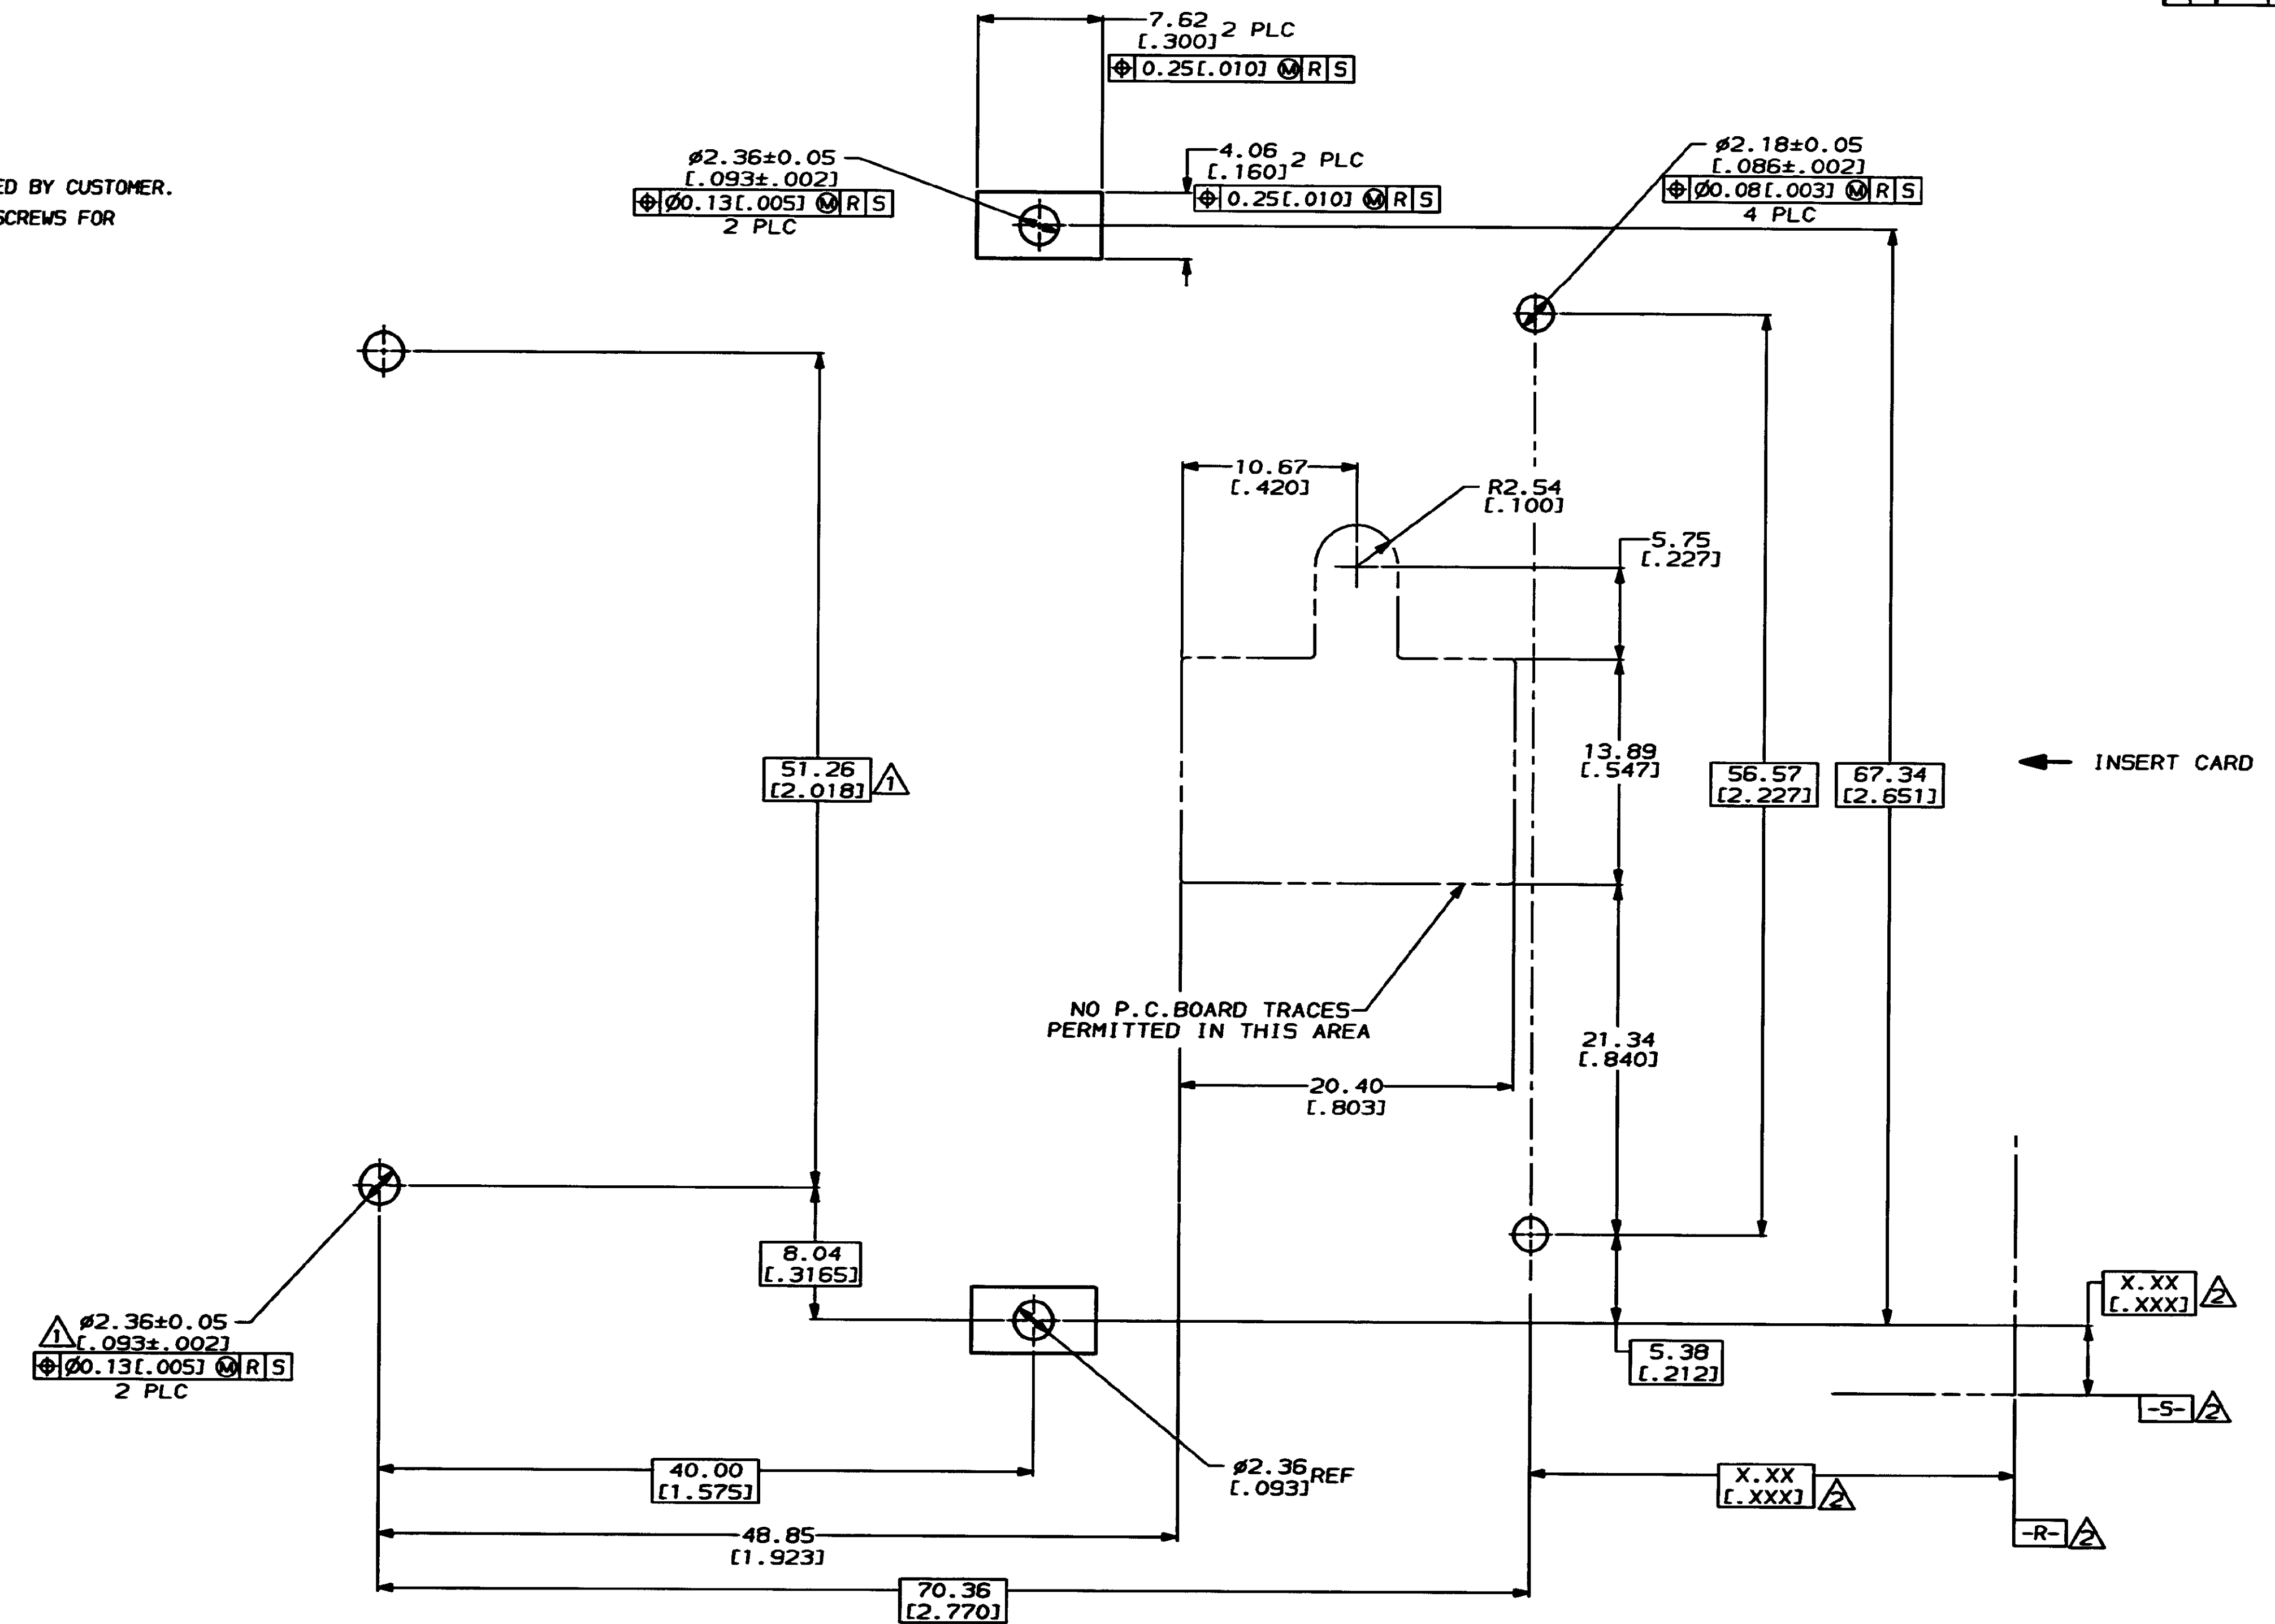 7.62 2 PLC
[.300]
⌖ 0.25[.010] Ⓜ R S
ø2.36±0.05
[.093±.002]
⌖ Ø0.13[.005] Ⓜ R S
2 PLC
4.06 2 PLC
[.160]
⌖ 0.25[.010] Ⓜ R S
ø2.18±0.05
[.086±.002]
⌖ Ø0.08[.003] Ⓜ R S
4 PLC
ED BY CUSTOMER.
SCREWS FOR
10.67
[.420]
R2.54
[.100]
5.75
[.227]
51.26
[2.018]
1
13.89
[.547]
56.57
[2.227]
67.34
[2.651]
INSERT CARD
NO P.C.BOARD TRACES
PERMITTED IN THIS AREA
21.34
[.840]
20.40
[.803]
8.04
[.3165]
1
ø2.36±0.05
[.093±.002]
⌖ Ø0.13[.005] Ⓜ R S
2 PLC
X.XX
[.XXX]
2
5.38
[.212]
-S- 2
40.00
[1.575]
ø2.36 REF
[.093]
X.XX
[.XXX]
2
48.85
[1.923]
-R- 2
70.36
[2.770]